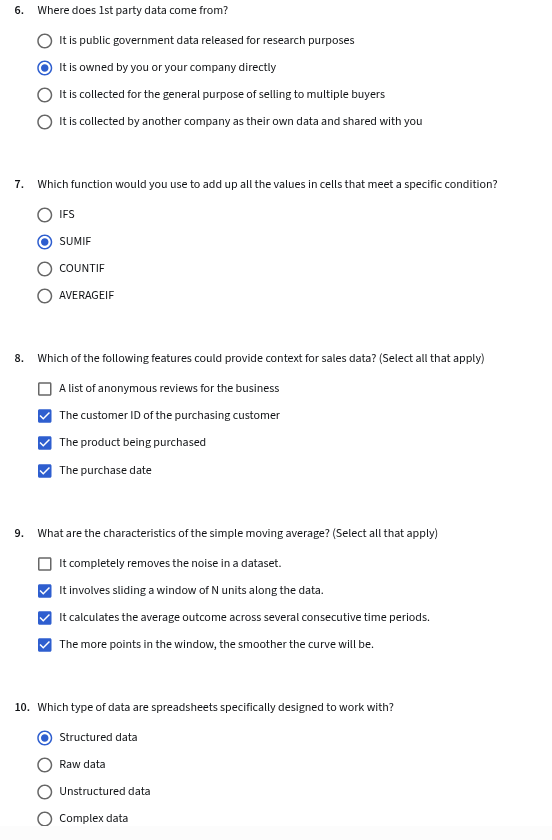 6. Where does 1st party data come from?
It is public government data released for research purposes
It is owned by you or your company directly
It is collected for the general purpose of selling to multiple buyers
It is collected by another company as their own data and shared with you
7. Which function would you use to add up all the values in cells that meet a specific condition?
IFS
SUMIF
COUNTIF
AVERAGEIF
8. Which of the following features could provide context for sales data? (Select all that apply)
A list of anonymous reviews for the business
The customer ID of the purchasing customer
The product being purchased
The purchase date
9. What are the characteristics of the simple moving average? (Select all that apply)
It completely removes the noise in a dataset.
It involves sliding a window of N units along the data.
It calculates the average outcome across several consecutive time periods.
The more points in the window, the smoother the curve will be.
10. Which type of data are spreadsheets specifically designed to work with?
Structured data
Raw data
Unstructured data
Complex data